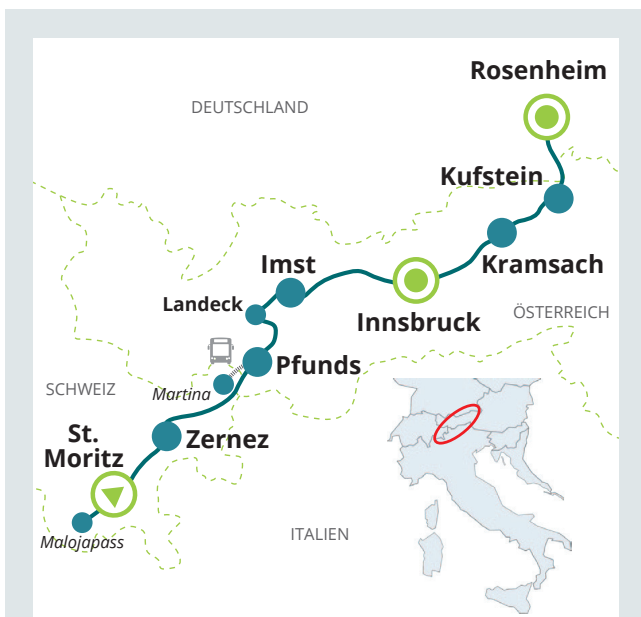 Rosenheim
DEUTSCHLAND
Kufstein
Imst
Kramsach
Landeck
Innsbruck
ÖSTERREICH
Pfunds
SCHWEIZ
Martina
St.
Moritz
Zernez
ITALIEN
Malojapass